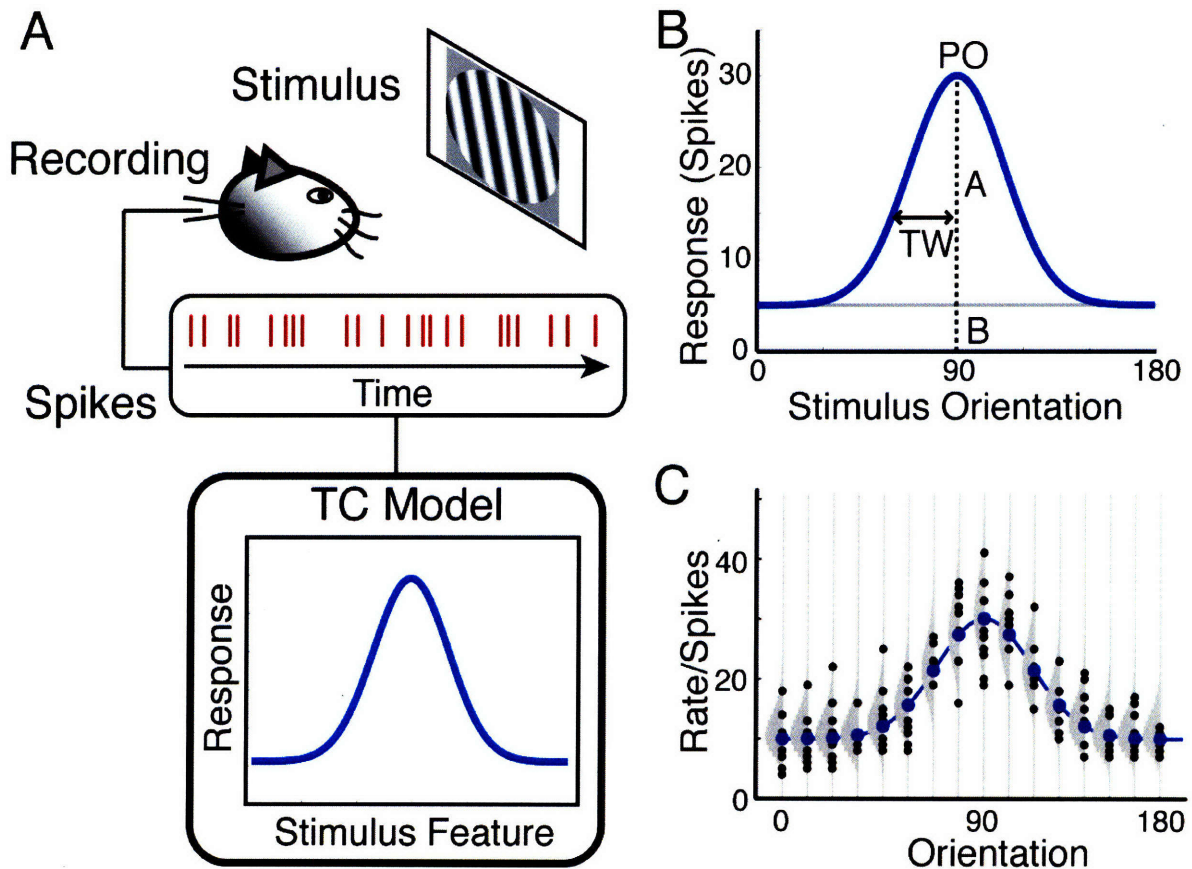 A
Stimulus
Recording
Spikes
Time
TC Model
Response
Stimulus Feature
B
Response (Spikes)
30
20
10
0
PO
A
TW
B
0
90
180
Stimulus Orientation
C
Rate/Spikes
40
20
0
0
90
180
Orientation